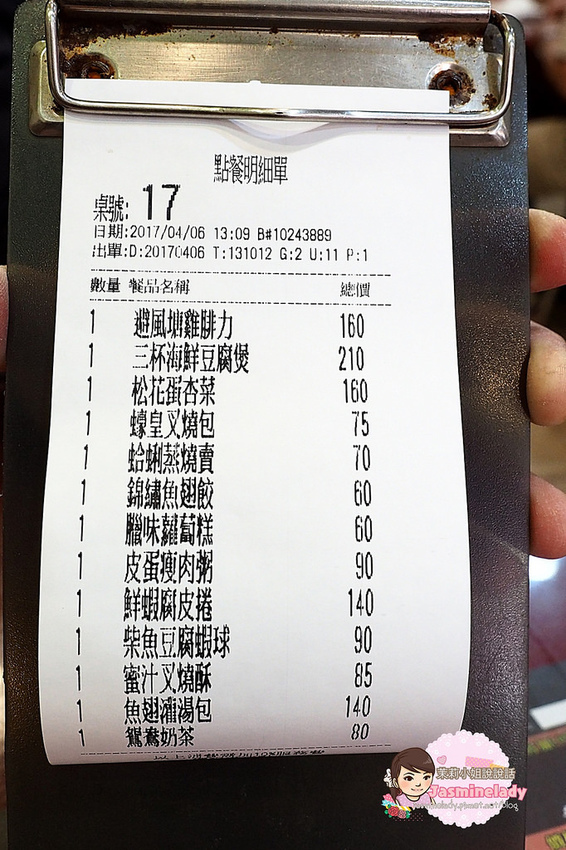 點餐明細單
桌號: 17
日期:2017/04/06 13:09 B#10243889
出單:D:20170406 T:131012 G:2 U:11 P:1
數量 餐品名稱 總價
1 避風塘雞腓力 160
1 三杯海鮮豆腐煲 210
1 松花蛋杏菜 160
1 蠔皇叉燒包 75
1 蛤蜊蒸燒賣 70
1 錦繡魚翅餃 60
1 臘味蘿蔔糕 60
1 皮蛋瘦肉粥 90
1 鮮蝦腐皮捲 140
1 柴魚豆腐蝦球 90
1 蜜汁叉燒酥 85
1 魚翅灌湯包 140
1 鴛鴦奶茶 80
茉莉小姐說說話
Jasminelady